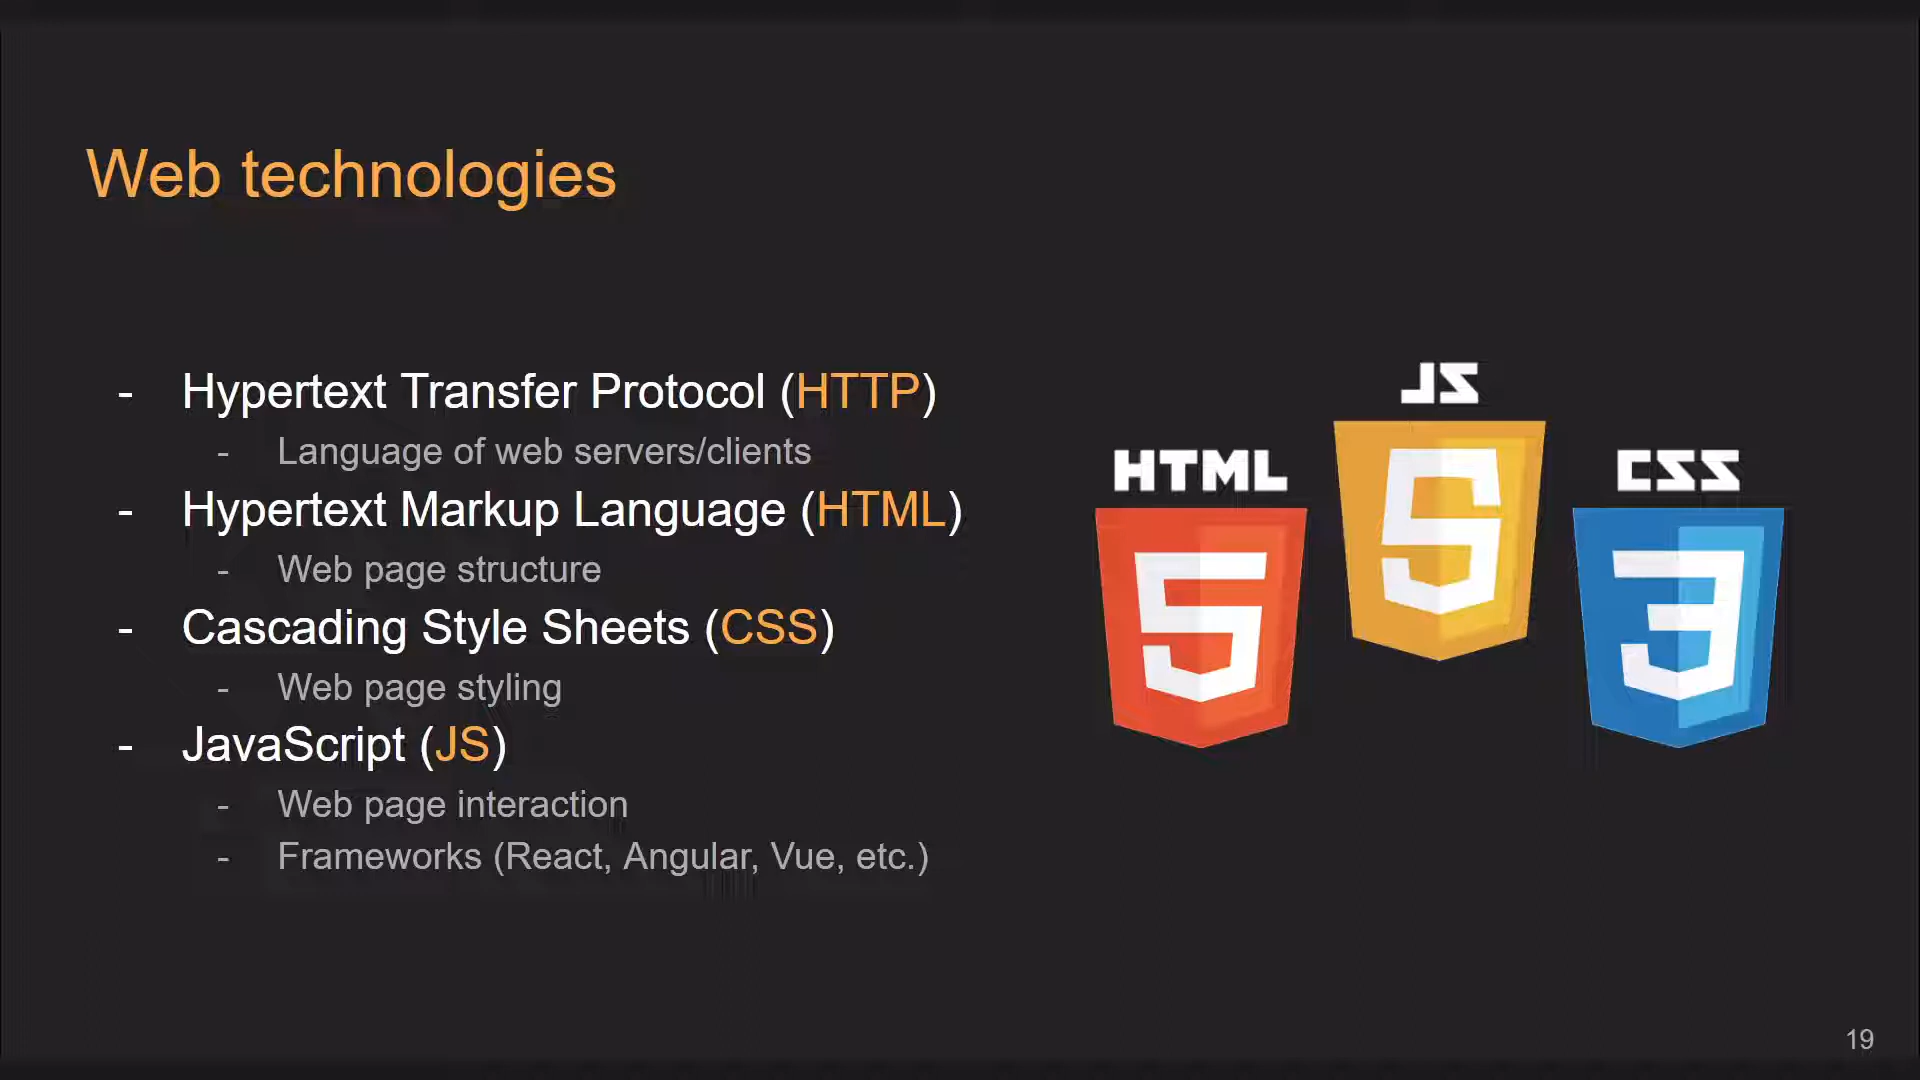 Web technologies
- Hypertext Transfer Protocol (HTTP)
- Language of web servers/clients
- Hypertext Markup Language (HTML)
- Web page structure
- Cascading Style Sheets (CSS)
- Web page styling
- JavaScript (JS)
- Web page interaction
- Frameworks (React, Angular, Vue, etc.)
HTML
5
JS
5
CSS
3
19